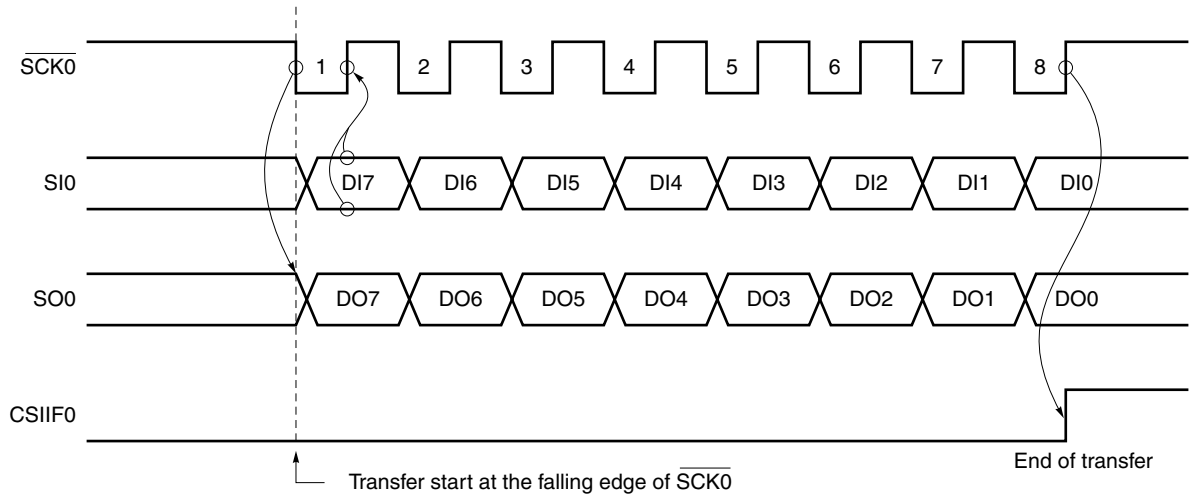 SCK0 1 2 3 4 5 6 7 8
SI0 DI7 DI6 DI5 DI4 DI3 DI2 DI1 DI0
SO0 DO7 DO6 DO5 DO4 DO3 DO2 DO1 DO0
CSIIF0
End of transfer
Transfer start at the falling edge of SCK0